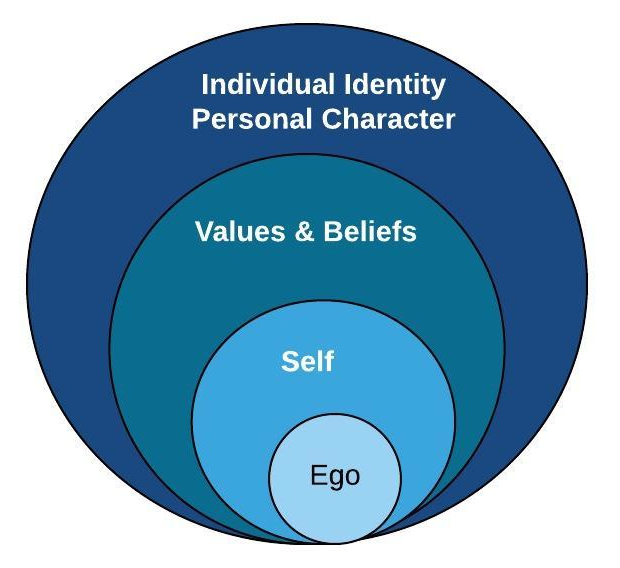 Individual Identity
Personal Character
Values & Beliefs
Self
Ego